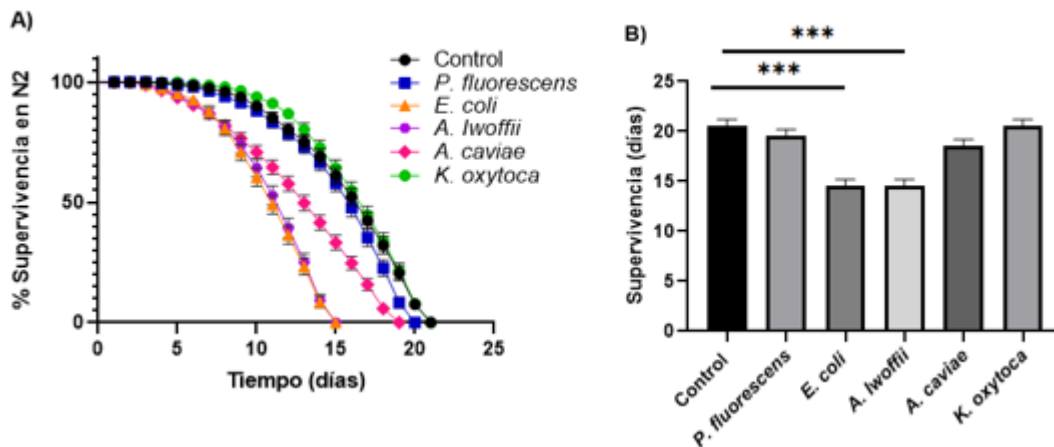 A)
Control
P. fluorescens
E. coli
A. lwoffii
A. caviae
K. oxytoca
% Supervivencia en N2
100
50
0
0 5 10 15 20 25
Tiempo (días)
B)
***
***
Supervivencia (días)
25
20
15
10
5
0
Control
P. fluorescens
E. coli
A. lwoffii
A. caviae
K. oxytoca